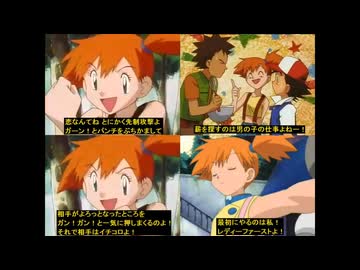 恋なんてね とにかく先制攻撃よ
ガーン！とパンチをぶちかまして
薪を探すのは男の子の仕事よねー！
相手がよろっとなったところを
ガン！ガン！と一気に押しまくるのよ！
それで相手はイチコロよ！
最初にやるのは私！
レディーファーストよ！